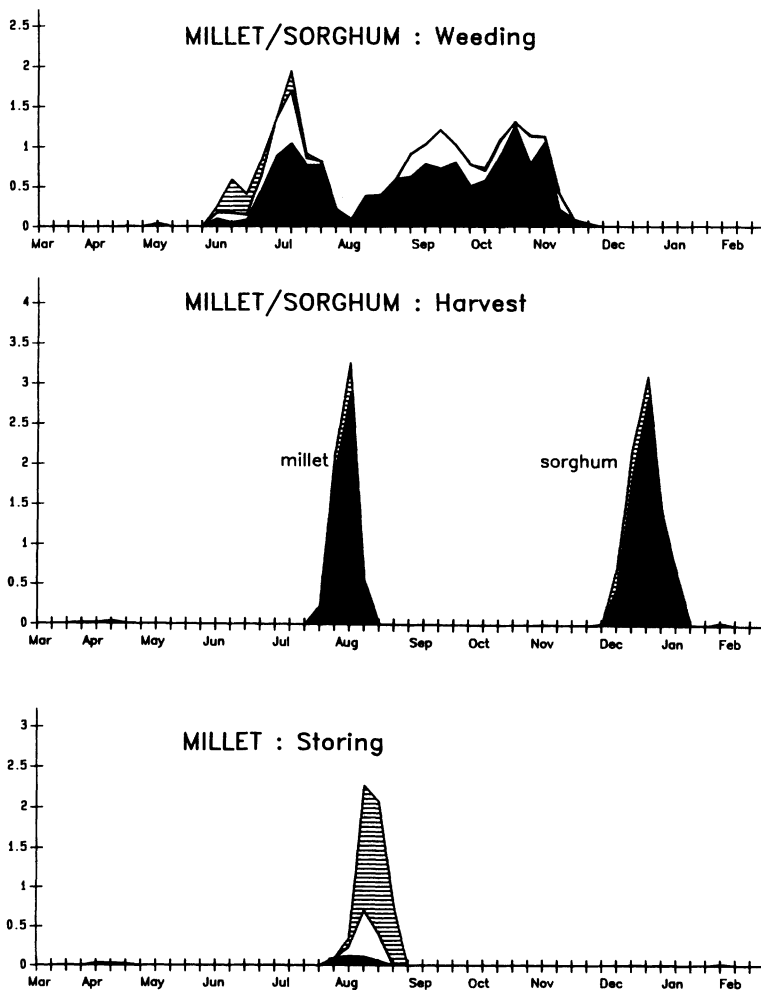 MILLET/SORGHUM : Weeding
2.5
2
1.5
1
0.5
0
Mar Apr May Jun Jul Aug Sep Oct Nov Dec Jan Feb
MILLET/SORGHUM : Harvest
4
3.5
3
2.5
2
1.5
1
0.5
0
millet
sorghum
Mar Apr May Jun Jul Aug Sep Oct Nov Dec Jan Feb
MILLET : Storing
3
2.5
2
1.5
1
0.5
0
Mar Apr May Jun Jul Aug Sep Oct Nov Dec Jan Feb